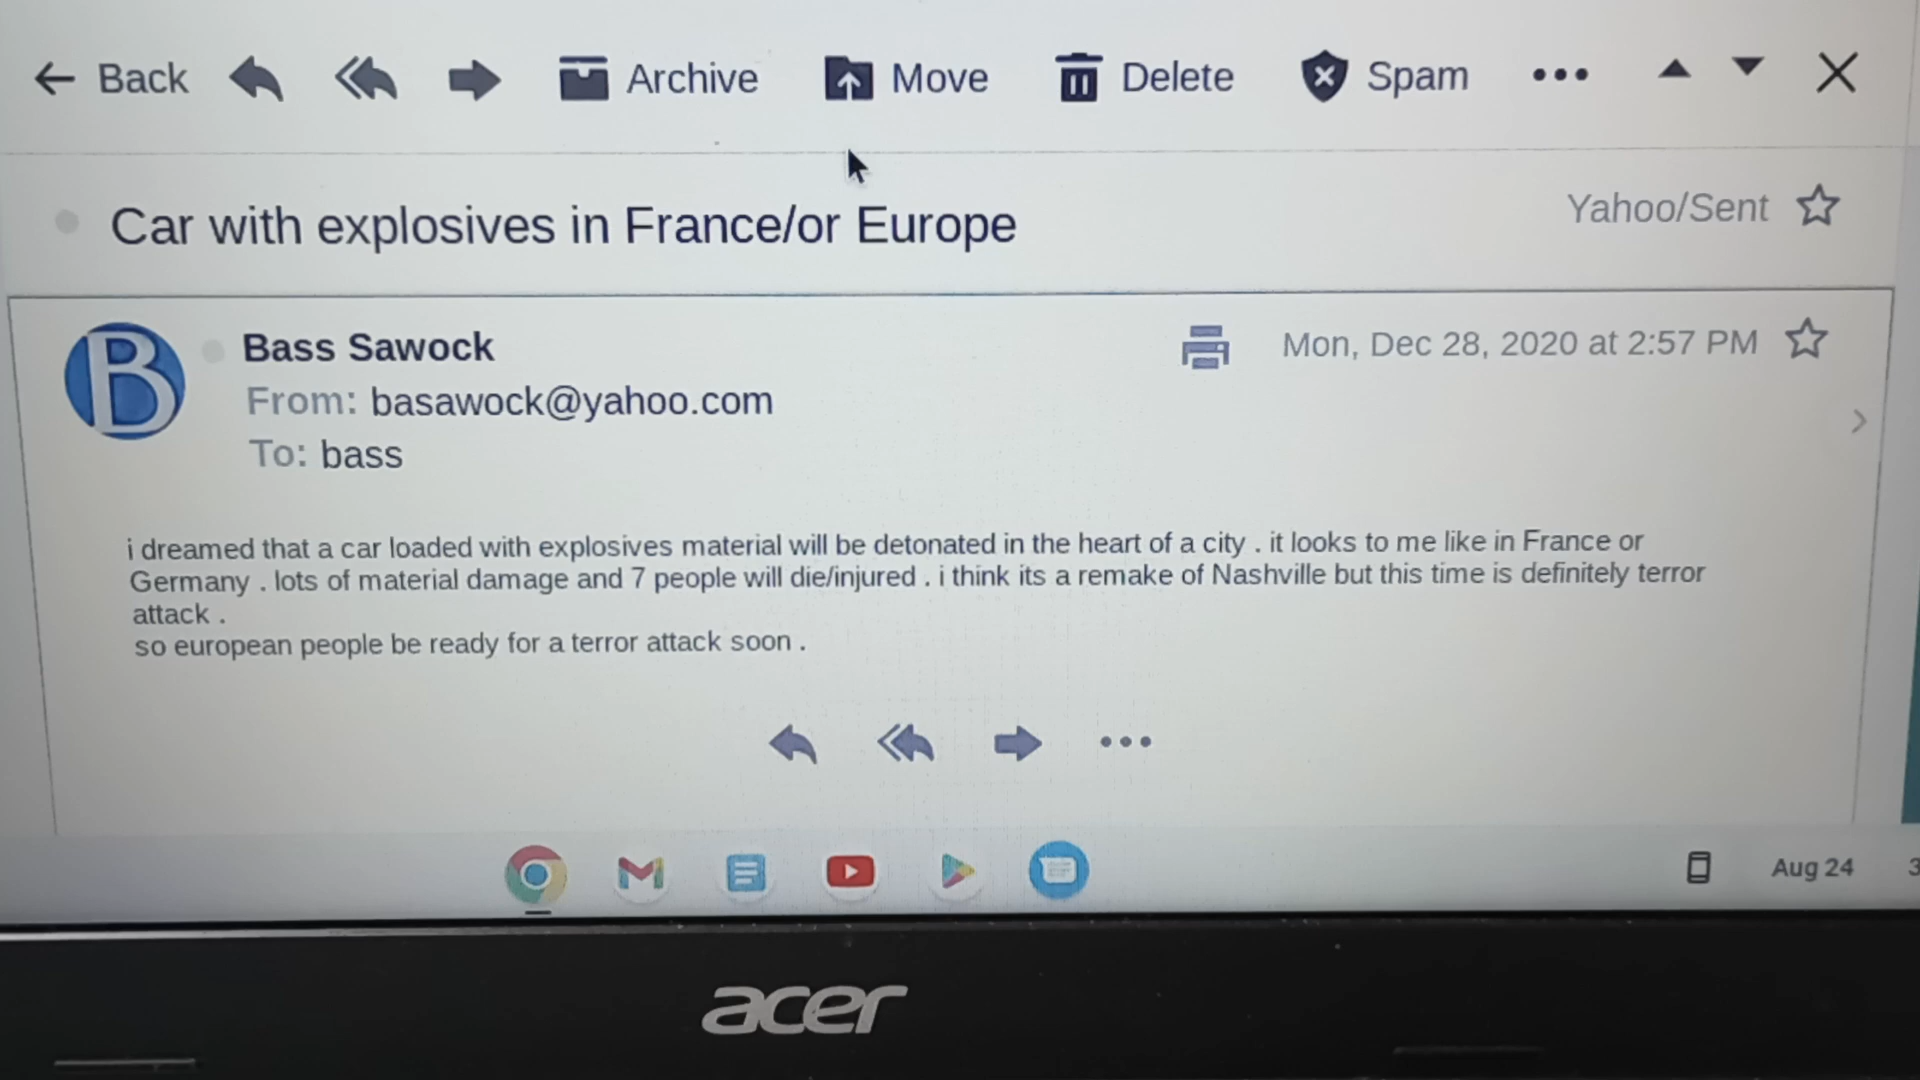 Back Archive Move Delete Spam
Car with explosives in France/or Europe
Yahoo/Sent
B
Bass Sawock
Mon, Dec 28, 2020 at 2:57 PM
From: basawock@yahoo.com
To: bass
i dreamed that a car loaded with explosives material will be detonated in the heart of a city . it looks to me like in France or
Germany . lots of material damage and 7 people will die/injured . i think its a remake of Nashville but this time is definitely terror
attack .
so european people be ready for a terror attack soon .
Aug 24 3
acer